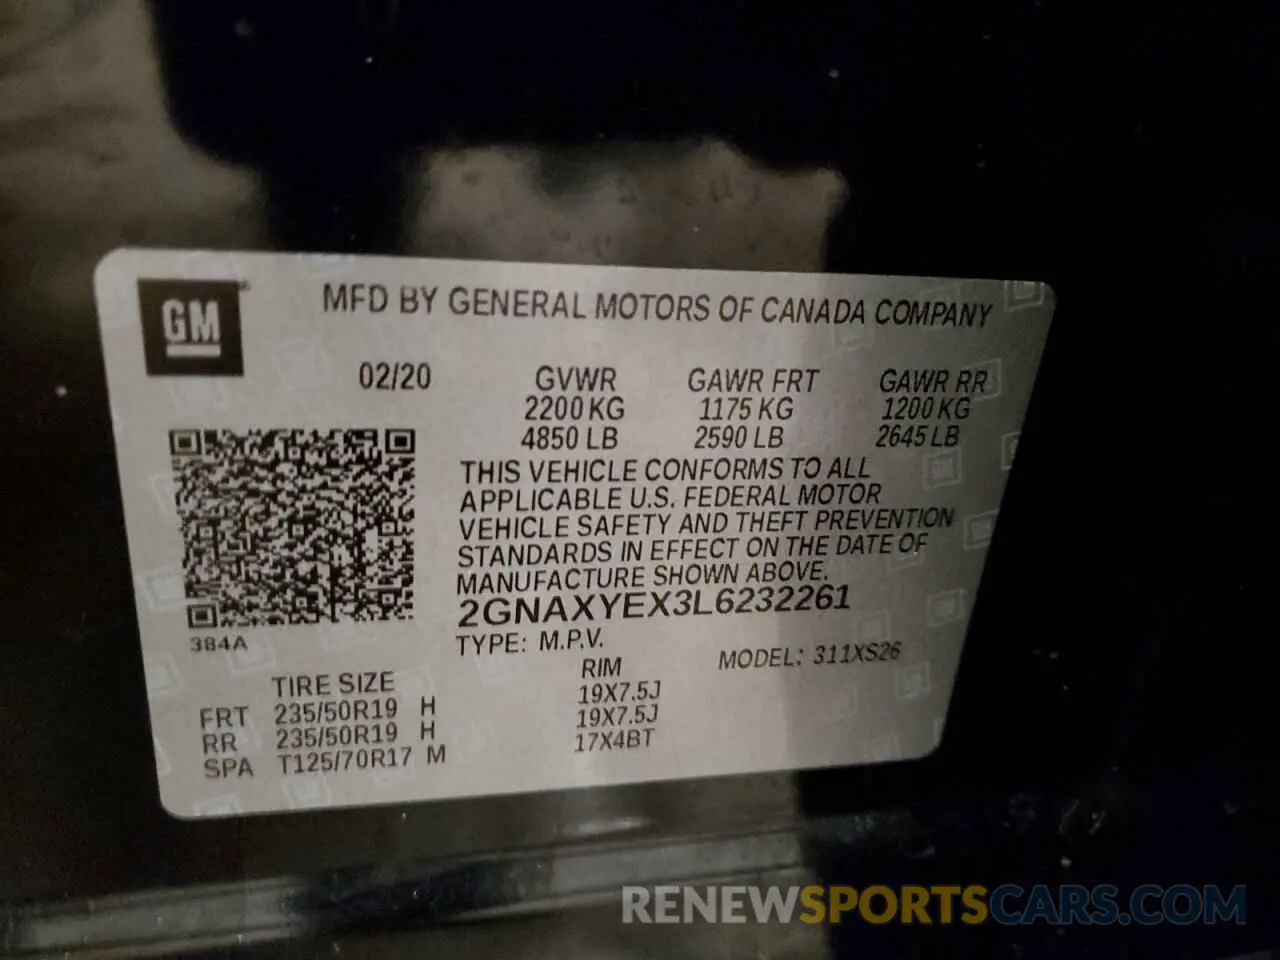 GM
MFD BY GENERAL MOTORS OF CANADA COMPANY
02/20 GVWR GAWR FRT GAWR RR
2200 KG 1175 KG 1200 KG
4850 LB 2590 LB 2645 LB
THIS VEHICLE CONFORMS TO ALL
APPLICABLE U.S. FEDERAL MOTOR
VEHICLE SAFETY AND THEFT PREVENTION
STANDARDS IN EFFECT ON THE DATE OF
MANUFACTURE SHOWN ABOVE.
2GNAXYEX3L6232261
384A
TYPE: M.P.V. MODEL: 311XS26
TIRE SIZE RIM
FRT 235/50R19 H 19X7.5J
RR 235/50R19 H 19X7.5J
SPA T125/70R17 M 17X4BT
RENEWSPORTSCARS.COM